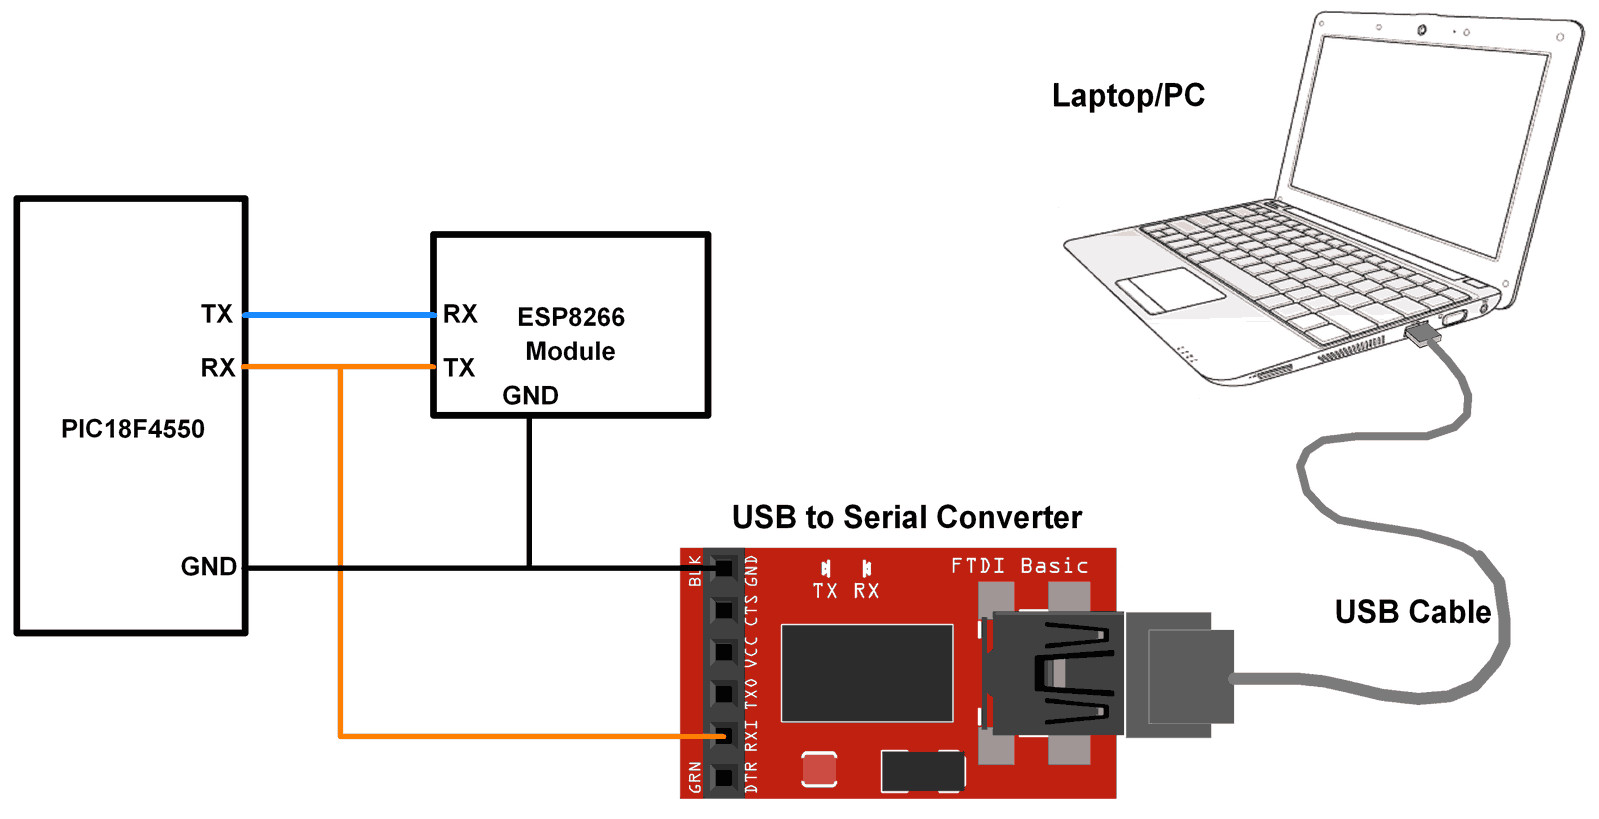 Laptop/PC
TX
RX
PIC18F4550
GND
RX
ESP8266
Module
TX
GND
USB to Serial Converter
BLK
GND
CTS
VCC
TXO
RXI
DTR
GRN
TX RX
FTDI Basic
USB Cable